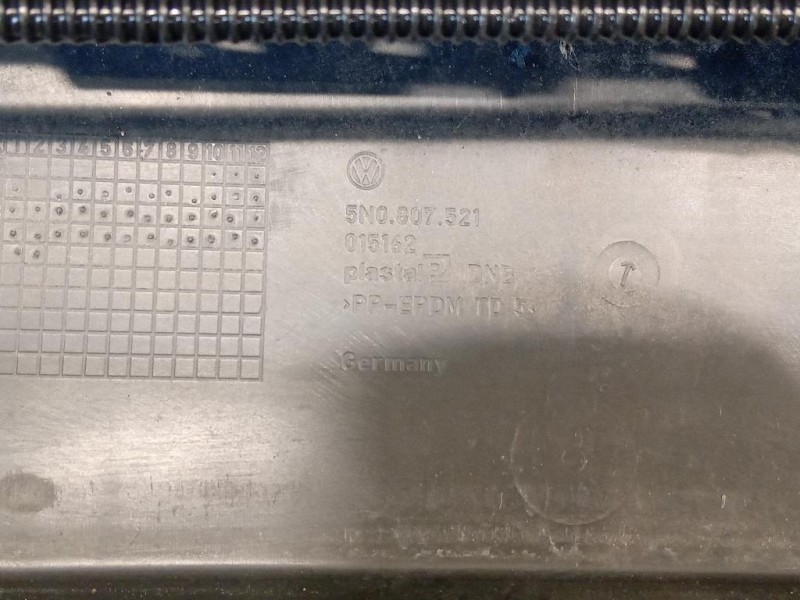 1 2 3 4 5 6 7 8 9 10 11 12
VW
5N0.807.521
015162
plastal P DNB
>PP-EPDM TD 5<
Germany